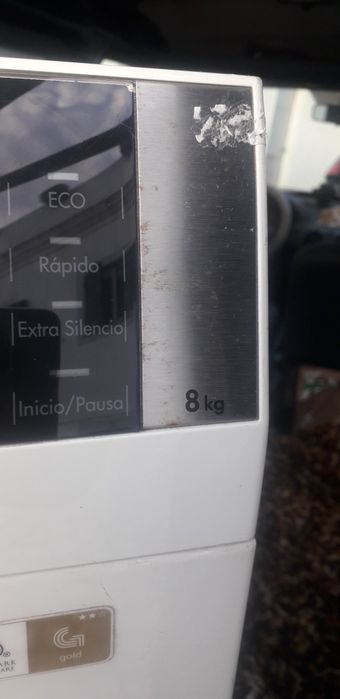 ECO
Rápido
Extra Silencio
Inicio/Pausa
8 kg
gold